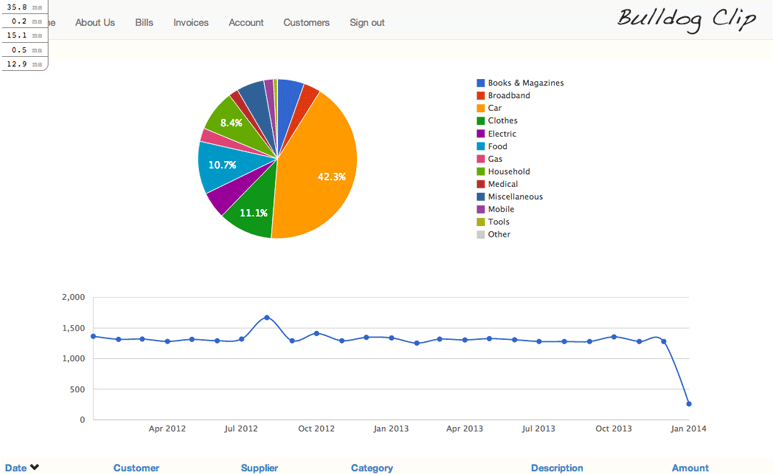 35.8 ms
0.2 ms
15.1 ms
0.5 ms
12.9 ms
About Us Bills Invoices Account Customers Sign out
Bulldog Clip
Books & Magazines
Broadband
Car
Clothes
Electric
Food
Gas
Household
Medical
Miscellaneous
Mobile
Tools
Other
8.4%
10.7%
42.3%
11.1%
2,000
1,500
1,000
500
0
Apr 2012 Jul 2012 Oct 2012 Jan 2013 Apr 2013 Jul 2013 Oct 2013 Jan 2014
Date Customer Supplier Category Description Amount